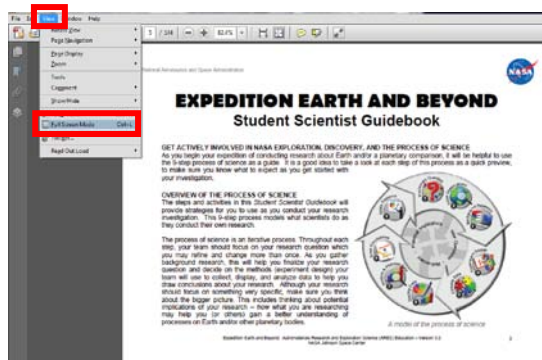 File
View Window Help
Page Navigation
Page Display
Zoom
Tools
Comment
Show/Hide
Full Screen Mode Ctrl+L
Read Out Loud
National Aeronautics and Space Administration
NASA
EXPEDITION EARTH AND BEYOND
Student Scientist Guidebook
GET ACTIVELY INVOLVED IN NASA EXPLORATION, DISCOVERY, AND THE PROCESS OF SCIENCE
As you begin your expedition of conducting research about Earth and/or a planetary comparison, it will be helpful to use
the 9-step process of science as a guide. It is a good idea to take a look at each step of this process as a quick preview,
to make sure you know what to expect as you get started with
your investigation.
OVERVIEW OF THE PROCESS OF SCIENCE
The steps and activities in this Student Scientist Guidebook will
provide strategies for you to use as you conduct your research
investigation. This 9-step process models what scientists do as
they conduct their own research.
The process of science is an iterative process. Throughout each
step, your team should focus on your research question which
you may refine and change more than once. As you gather
background research, this will help you finalize your research
question and decide on the methods (experiment design) your
team will use to collect, display, and analyze data to help you
draw conclusions about your research. Although your research
should focus on something very specific, make sure you think
about the bigger picture. This includes thinking about potential
implications of your research – how what you are researching
may help you (or others) gain a better understanding of
processes on Earth and/or other planetary bodies.
A model of the process of science
NASA Johnson Space Center